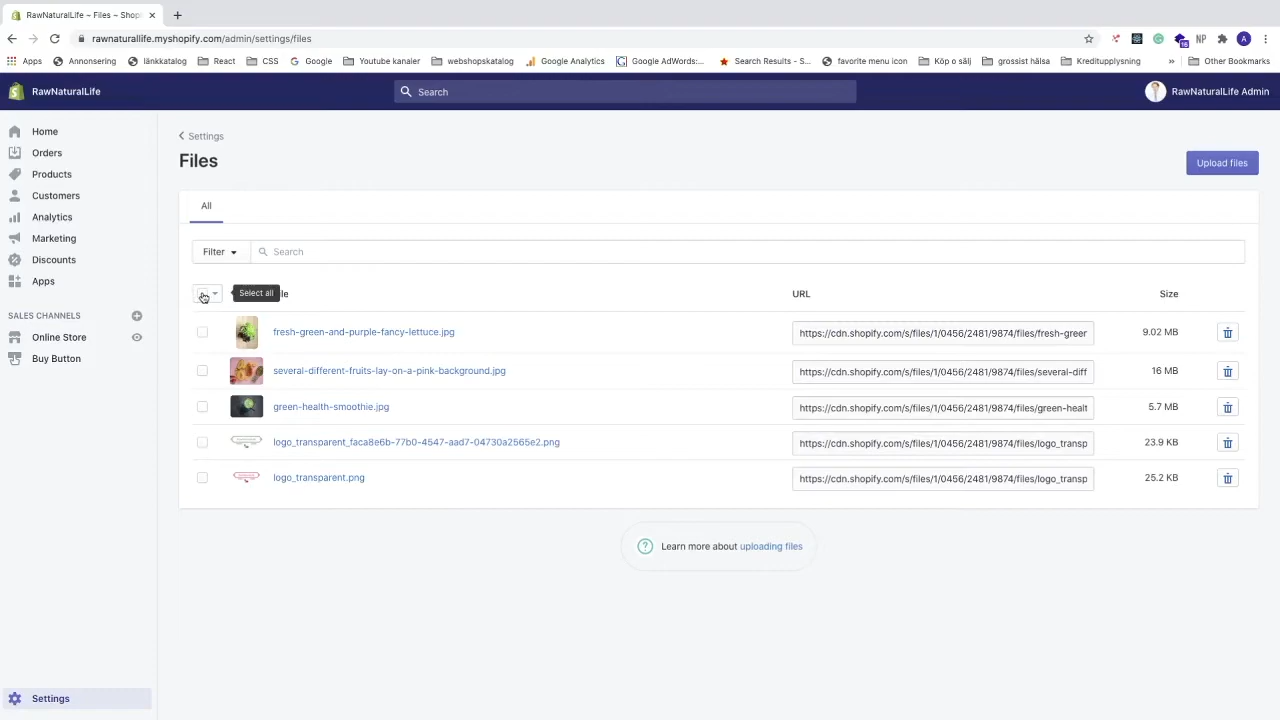 RawNaturalLife ~ Files ~ Shop
rawnaturallife.myshopify.com/admin/settings/files
16
NP
A
Apps
Annonsering
länkkatalog
React
CSS
Google
Youtube kanaler
webshopskatalog
Google Analytics
Google AdWords:...
Search Results - S...
favorite menu icon
Köp o sälj
grossist hälsa
Kreditupplysning
»
Other Bookmarks
RawNaturalLife
Search
RawNaturalLife Admin
Home
Orders
Products
Customers
Analytics
Marketing
Discounts
Apps
SALES CHANNELS
Online Store
Buy Button
Settings
Settings
Files
Upload files
All
Filter
Search
Select all
le
URL
Size
fresh-green-and-purple-fancy-lettuce.jpg
https://cdn.shopify.com/s/files/1/0456/2481/9874/files/fresh-greer
9.02 MB
several-different-fruits-lay-on-a-pink-background.jpg
https://cdn.shopify.com/s/files/1/0456/2481/9874/files/several-diff
16 MB
green-health-smoothie.jpg
https://cdn.shopify.com/s/files/1/0456/2481/9874/files/green-healt
5.7 MB
logo_transparent_faca8e6b-77b0-4547-aad7-04730a2565e2.png
https://cdn.shopify.com/s/files/1/0456/2481/9874/files/logo_transp
23.9 KB
logo_transparent.png
https://cdn.shopify.com/s/files/1/0456/2481/9874/files/logo_transp
25.2 KB
? Learn more about uploading files